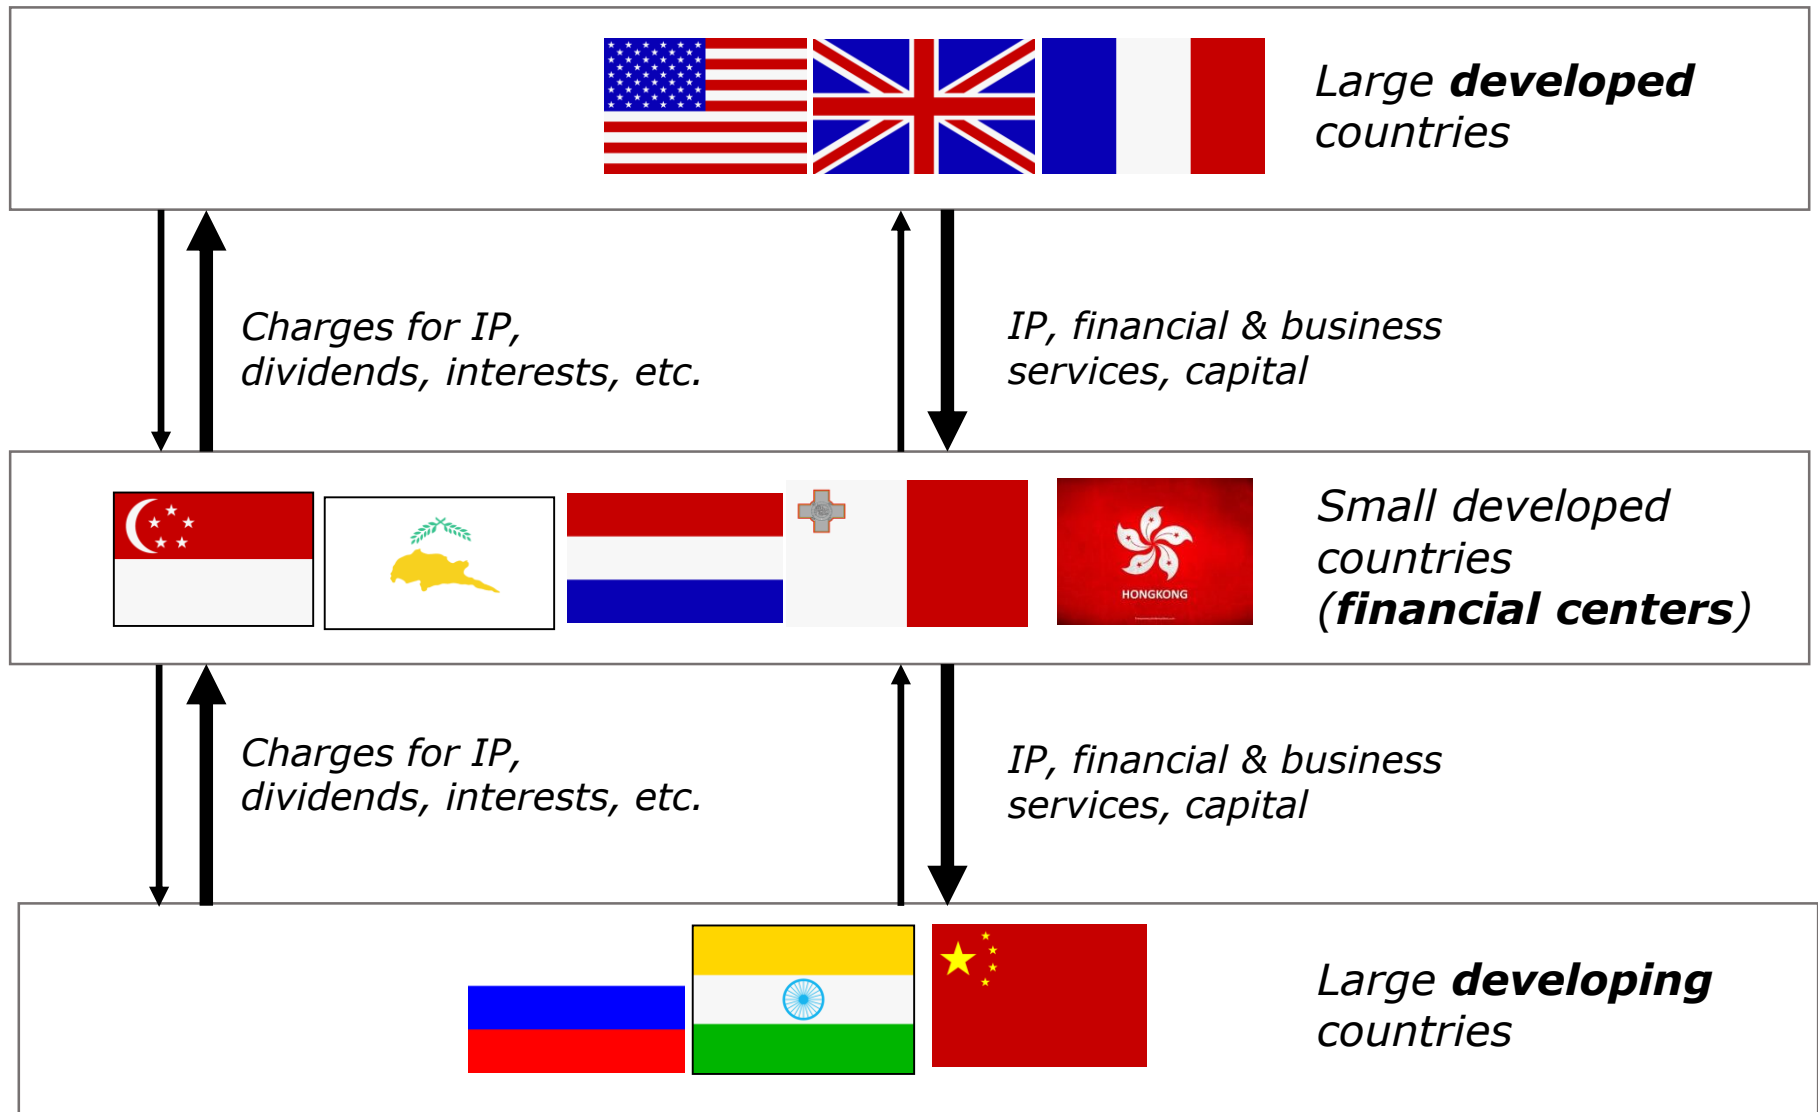 Large developed
countries
Charges for IP,
dividends, interests, etc.
IP, financial & business
services, capital
HONGKONG
Small developed
countries
(financial centers)
Charges for IP,
dividends, interests, etc.
IP, financial & business
services, capital
Large developing
countries